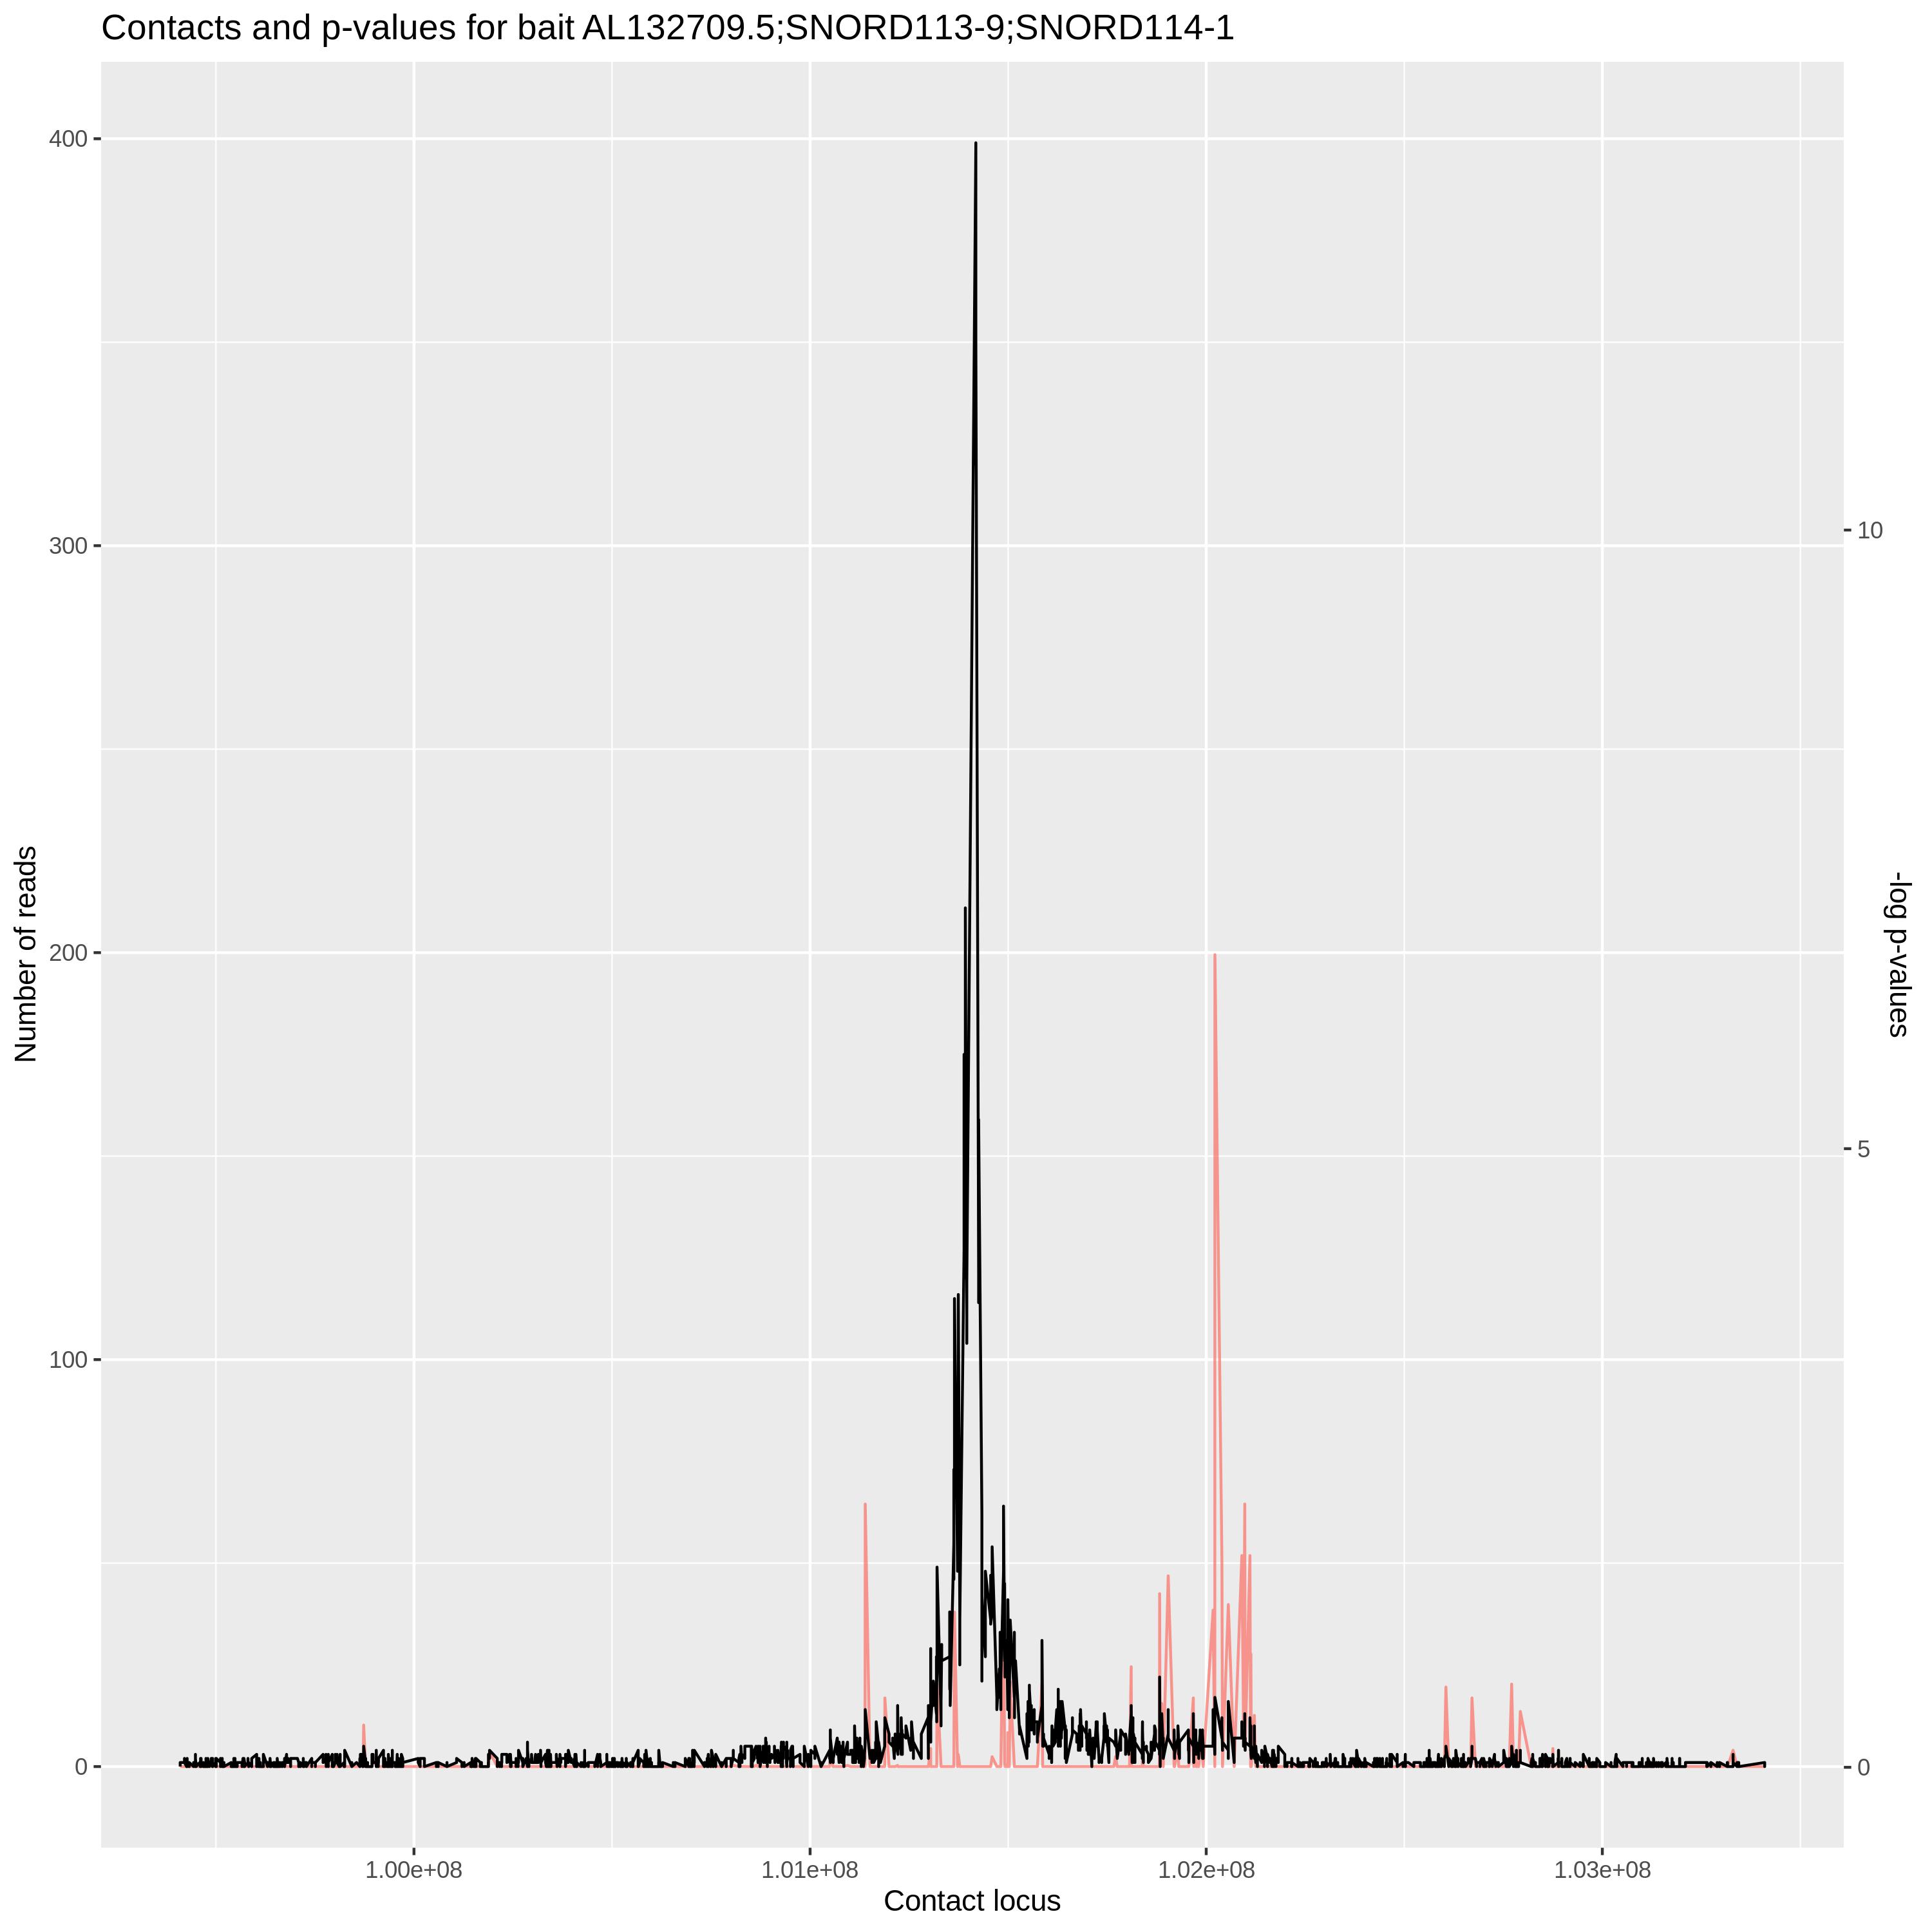 Contacts and p-values for bait AL132709.5;SNORD113-9;SNORD114-1
400
300
200
100
0
Number of reads
10
5
0
-log p-values
1.00e+08
1.01e+08
1.02e+08
1.03e+08
Contact locus